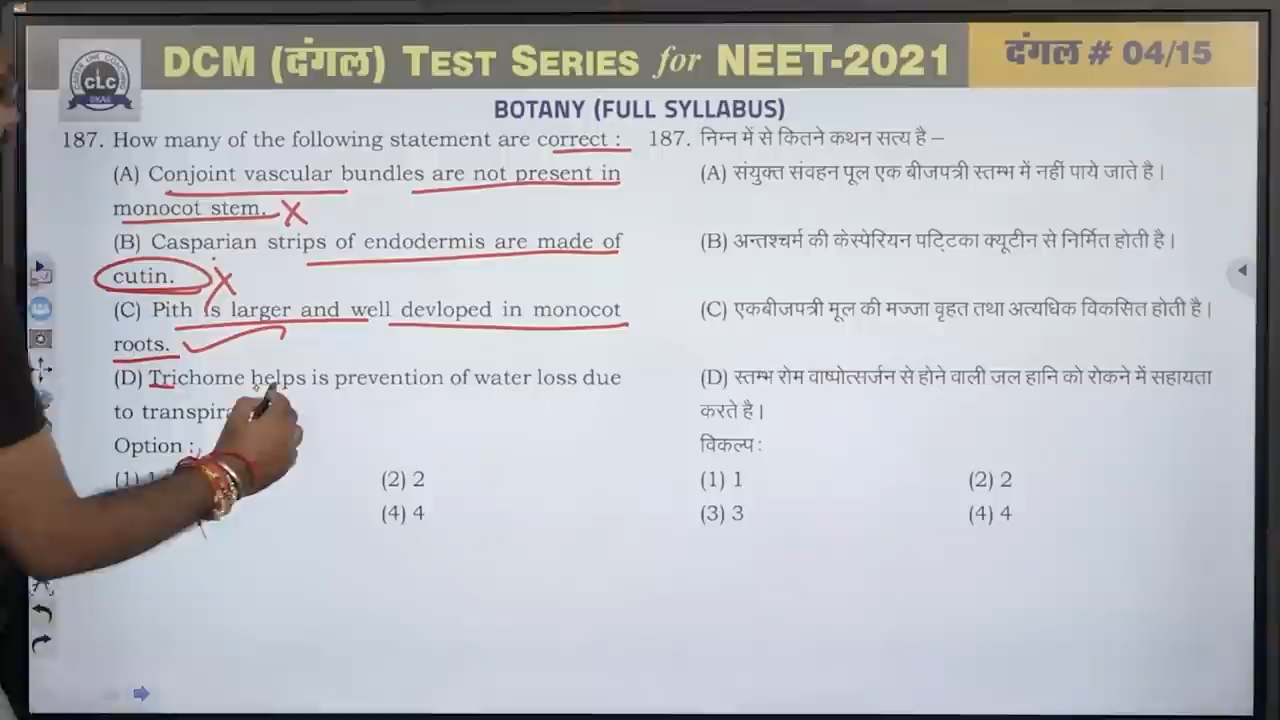 DCM (दंगल) TEST SERIES for NEET-2021
दंगल # 04/15
CLC
BOTANY (FULL SYLLABUS)
187. How many of the following statement are correct :
(A) Conjoint vascular bundles are not present in
monocot stem.
(B) Casparian strips of endodermis are made of
cutin.
(C) Pith is larger and well devloped in monocot
roots.
(D) Trichome helps is prevention of water loss due
to
Option :
(2) 2
(4) 4
187. निम्न में से कितने कथन सत्य है –
(A) संयुक्त संवहन पूल एक बीजपत्री स्तम्भ में नहीं पाये जाते है।
(B) अन्तश्चर्म की केस्पेरियन पट्टिका क्यूटीन से निर्मित होती है।
(C) एकबीजपत्री मूल की मज्जा वृहत तथा अत्यधिक विकसित होती है।
(D) स्तम्भ रोम वाष्पोत्सर्जन से होने वाली जल हानि को रोकने में सहायता
करते है।
विकल्प :
(1) 1 (2) 2
(3) 3 (4) 4